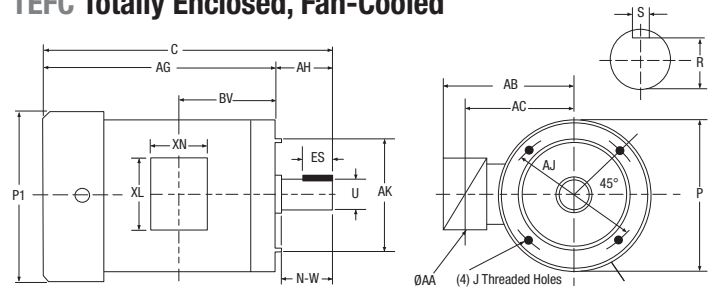 TEFC Totally Enclosed, Fan-Cooled
C
AG
AH
BV
XN
ES
XL
P1
U
AK
N-W
S
R
AB
AC
AJ
45°
P
ØAA
(4) J Threaded Holes